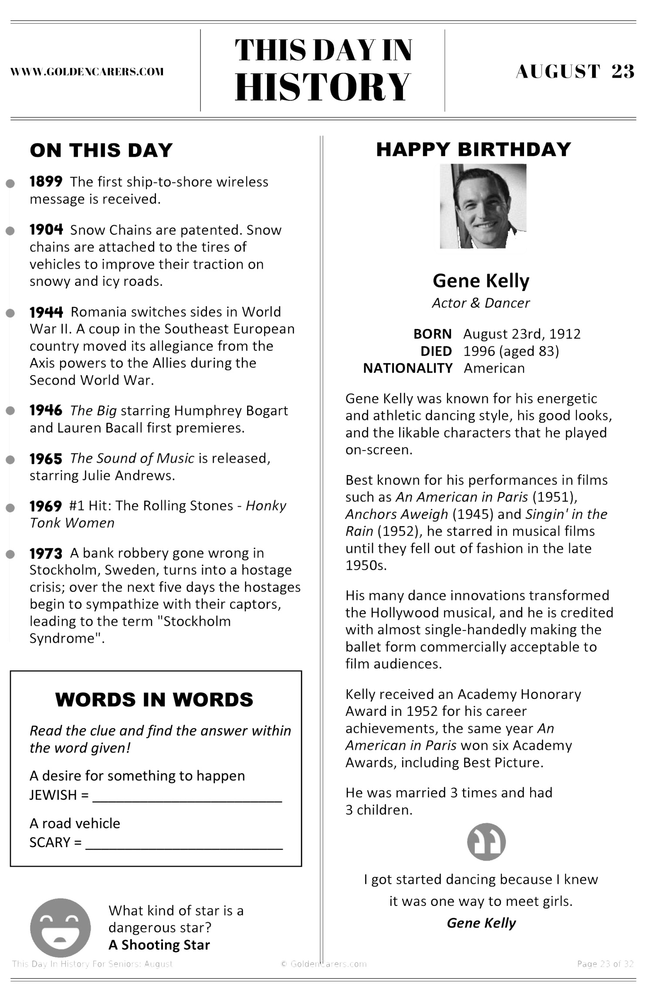 WWW.GOLDENCARERS.COM
THIS DAY IN
HISTORY
AUGUST 23
ON THIS DAY
1899 The first ship-to-shore wireless
message is received.
1904 Snow Chains are patented. Snow
chains are attached to the tires of
vehicles to improve their traction on
snowy and icy roads.
1944 Romania switches sides in World
War II. A coup in the Southeast European
country moved its allegiance from the
Axis powers to the Allies during the
Second World War.
1946 The Big starring Humphrey Bogart
and Lauren Bacall first premieres.
1965 The Sound of Music is released,
starring Julie Andrews.
1969 #1 Hit: The Rolling Stones - Honky
Tonk Women
1973 A bank robbery gone wrong in
Stockholm, Sweden, turns into a hostage
crisis; over the next five days the hostages
begin to sympathize with their captors,
leading to the term "Stockholm
Syndrome".
WORDS IN WORDS
Read the clue and find the answer within
the word given!
A desire for something to happen
JEWISH = __________________________
A road vehicle
SCARY = ___________________________
What kind of star is a
dangerous star?
A Shooting Star
HAPPY BIRTHDAY
Gene Kelly
Actor & Dancer
BORN August 23rd, 1912
DIED 1996 (aged 83)
NATIONALITY American
Gene Kelly was known for his energetic
and athletic dancing style, his good looks,
and the likable characters that he played
on-screen.
Best known for his performances in films
such as An American in Paris (1951),
Anchors Aweigh (1945) and Singin' in the
Rain (1952), he starred in musical films
until they fell out of fashion in the late
1950s.
His many dance innovations transformed
the Hollywood musical, and he is credited
with almost single-handedly making the
ballet form commercially acceptable to
film audiences.
Kelly received an Academy Honorary
Award in 1952 for his career
achievements, the same year An
American in Paris won six Academy
Awards, including Best Picture.
He was married 3 times and had
3 children.
I got started dancing because I knew
it was one way to meet girls.
Gene Kelly
This Day In History For Seniors: August
© GoldenCarers.com
Page 23 of 32